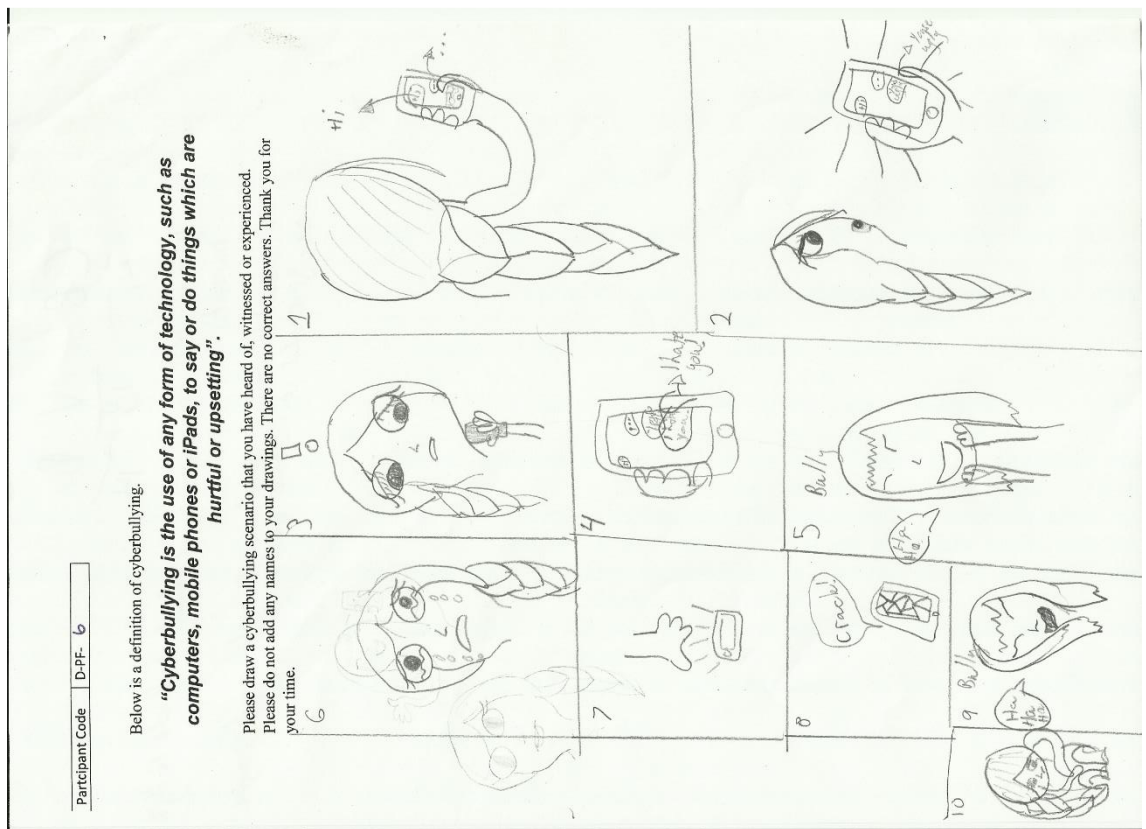 Partcipant Code D-PF- 6
Below is a definition of cyberbullying.
"Cyberbullying is the use of any form of technology, such as
computers, mobile phones or iPads, to say or do things which are
hurtful or upsetting".
Please draw a cyberbullying scenario that you have heard of, witnessed or experienced.
Please do not add any names to your drawings. There are no correct answers. Thank you for
your time.
1
Hi
...
2
Hi
ugly
3
4
I hate
you!
5
Bully
Ha
Ha
6
7
8
Crack!
9
Bully
Ha
Ha
Ha
10